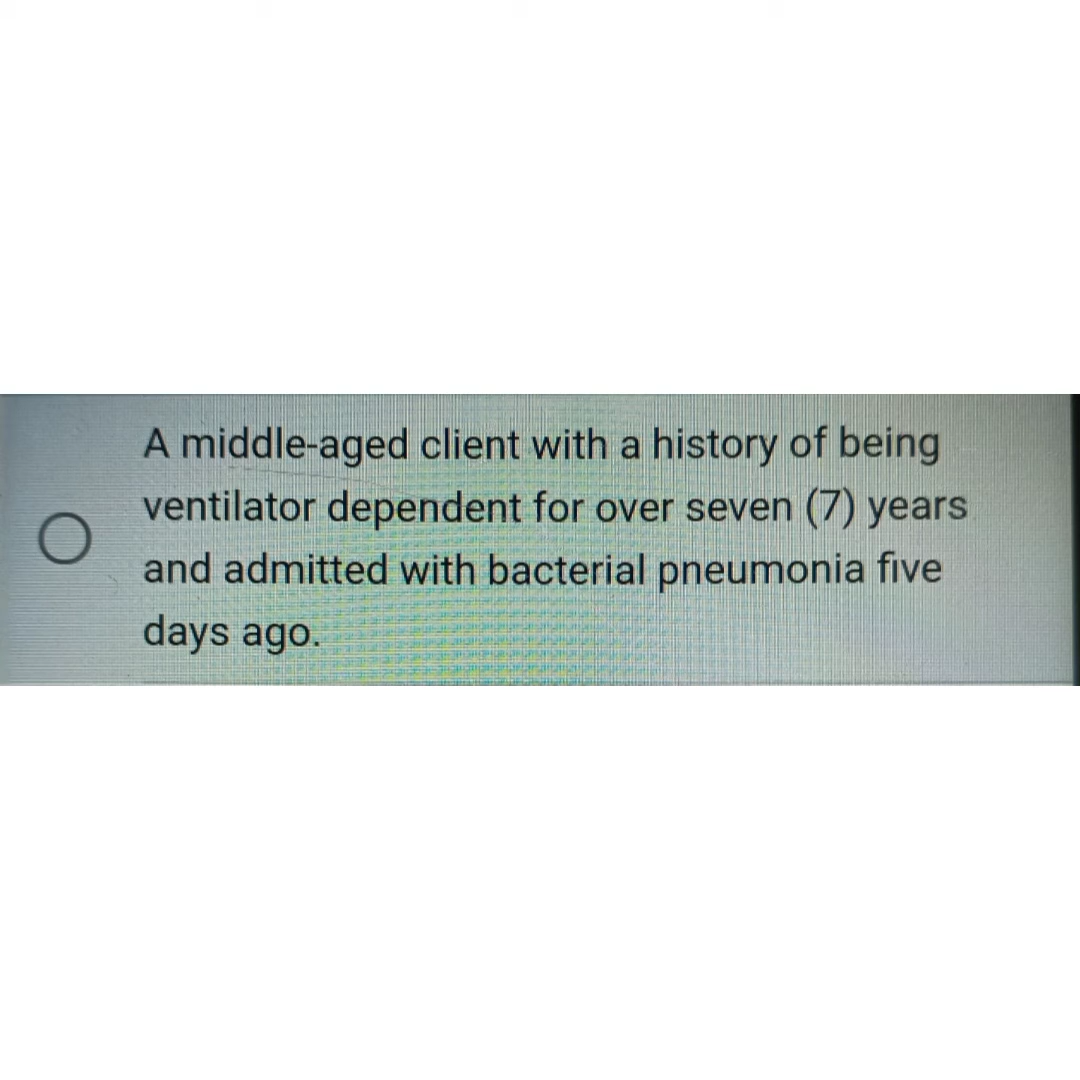 A middle-aged client with a history of being
ventilator dependent for over seven (7) years
and admitted with bacterial pneumonia five
days ago.